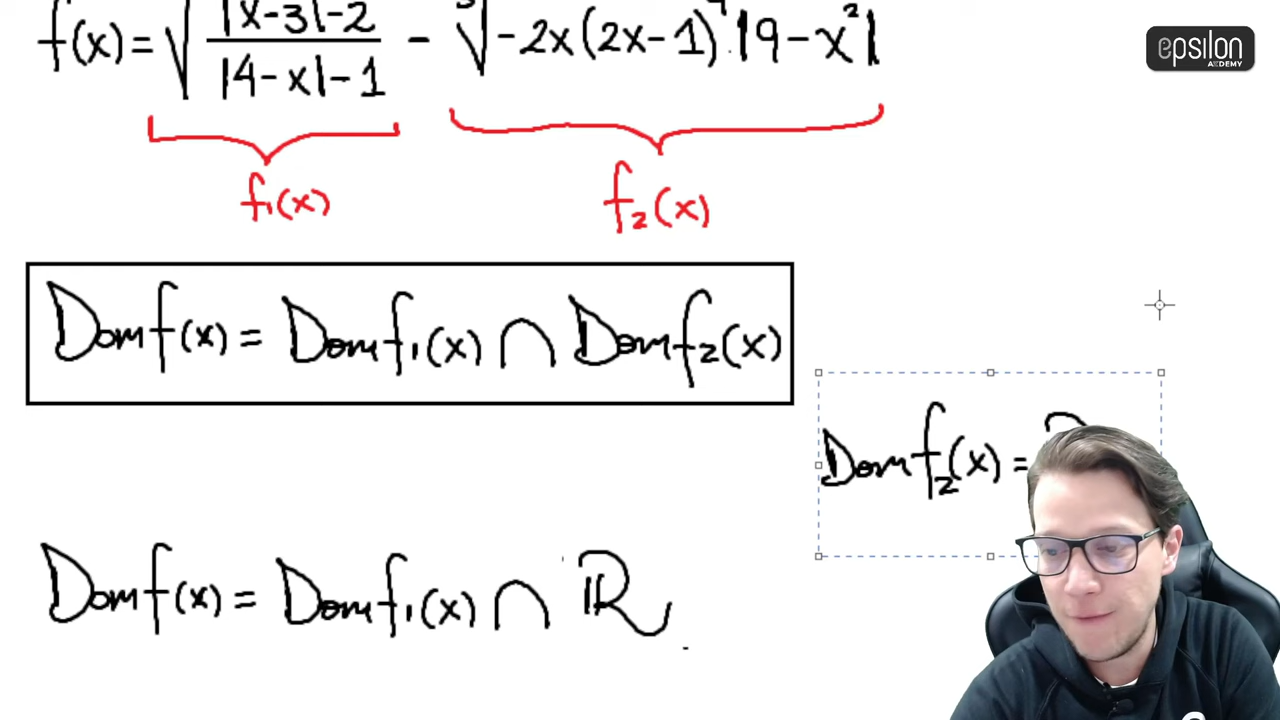 f(x) = √((|x-3|-2)/(|4-x|-1)) - ∛(-2x(2x-1)⁴·|9-x²|)
f₁(x)
f₂(x)
epsilon
AXDEMY
Dom f(x) = Dom f₁(x) ∩ Dom f₂(x)
Dom f₂(x) =
Dom f(x) = Dom f₁(x) ∩ ℝ